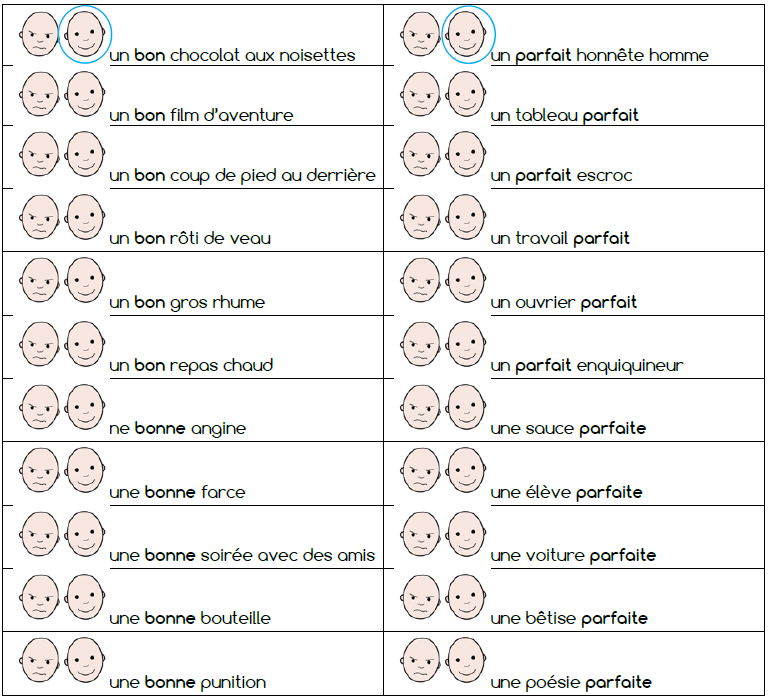 un bon chocolat aux noisettes
un parfait honnête homme
un bon film d'aventure
un tableau parfait
un bon coup de pied au derrière
un parfait escroc
un bon rôti de veau
un travail parfait
un bon gros rhume
un ouvrier parfait
un bon repas chaud
un parfait enquiquineur
ne bonne angine
une sauce parfaite
une bonne farce
une élève parfaite
une bonne soirée avec des amis
une voiture parfaite
une bonne bouteille
une bêtise parfaite
une bonne punition
une poésie parfaite